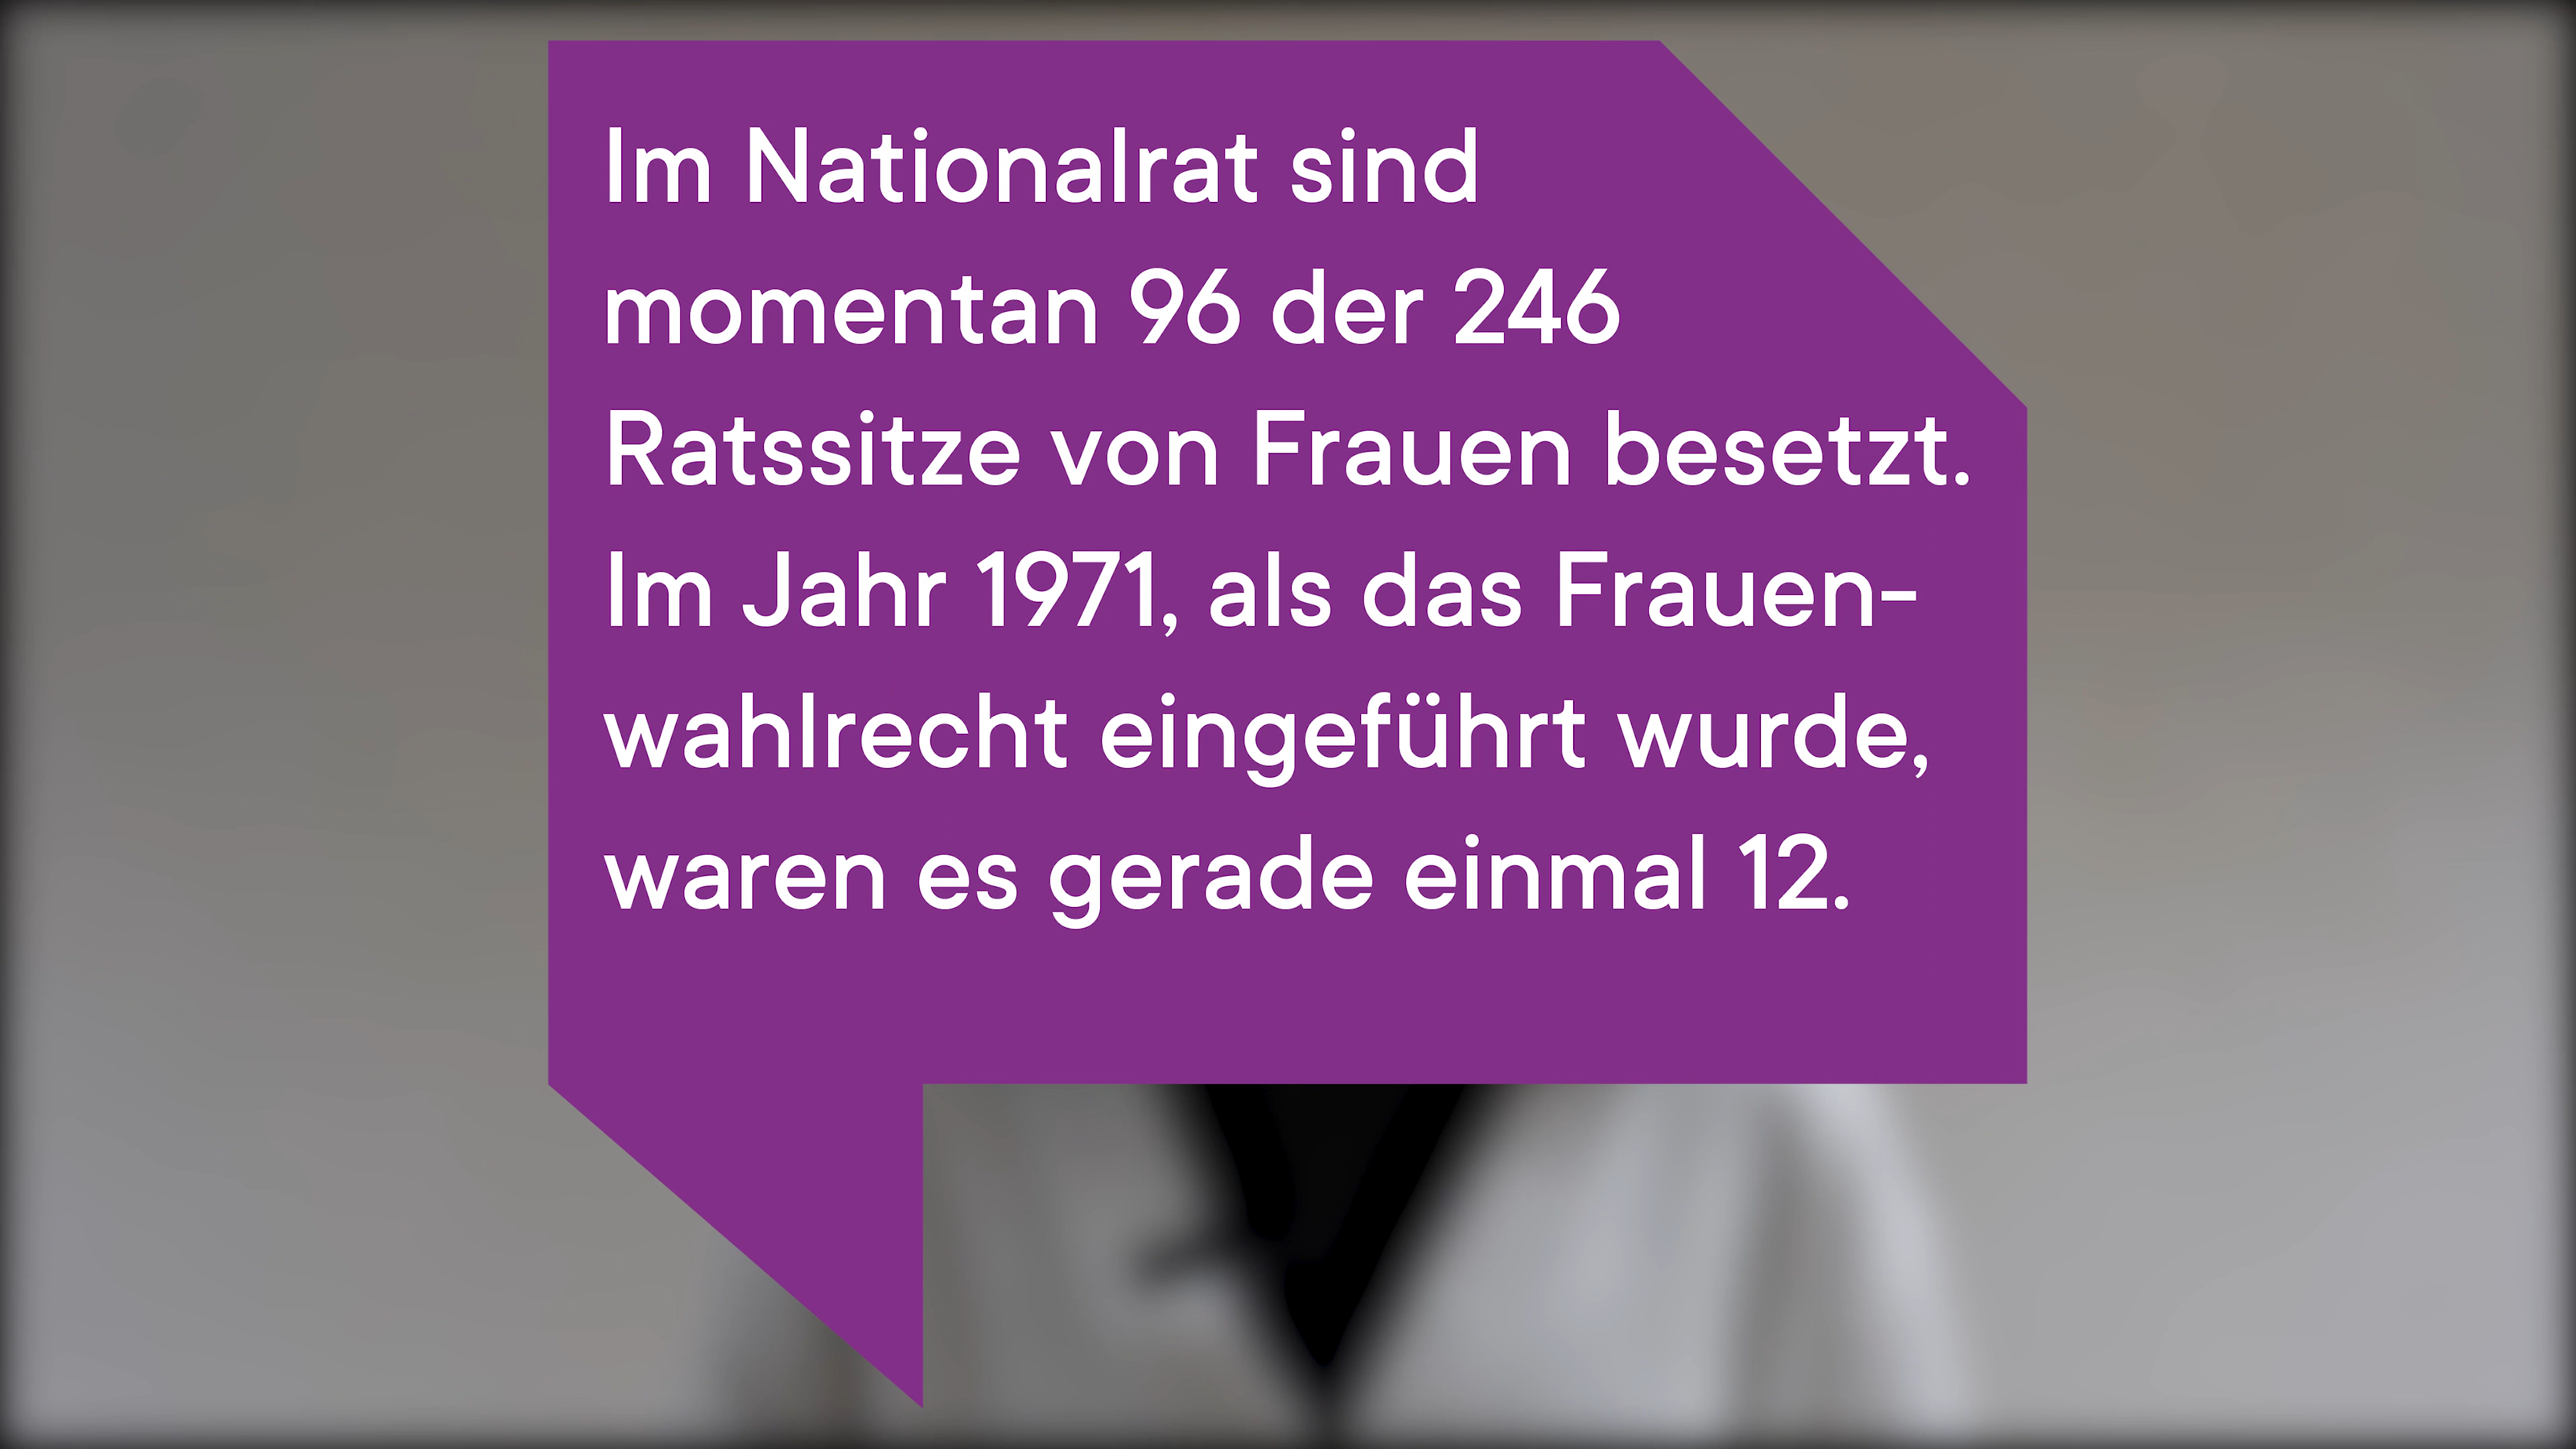 Im Nationalrat sind
momentan 96 der 246
Ratssitze von Frauen besetzt.
Im Jahr 1971, als das Frauen-
wahlrecht eingeführt wurde,
waren es gerade einmal 12.